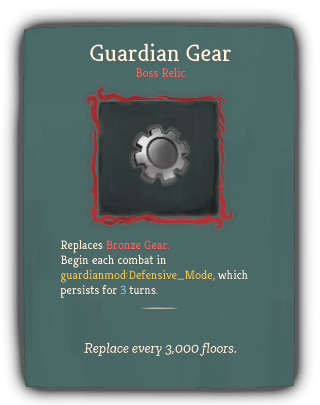 Guardian Gear
Boss Relic
Replaces Bronze Gear.
Begin each combat in
guardianmod:Defensive_Mode, which
persists for 3 turns.
Replace every 3,000 floors.